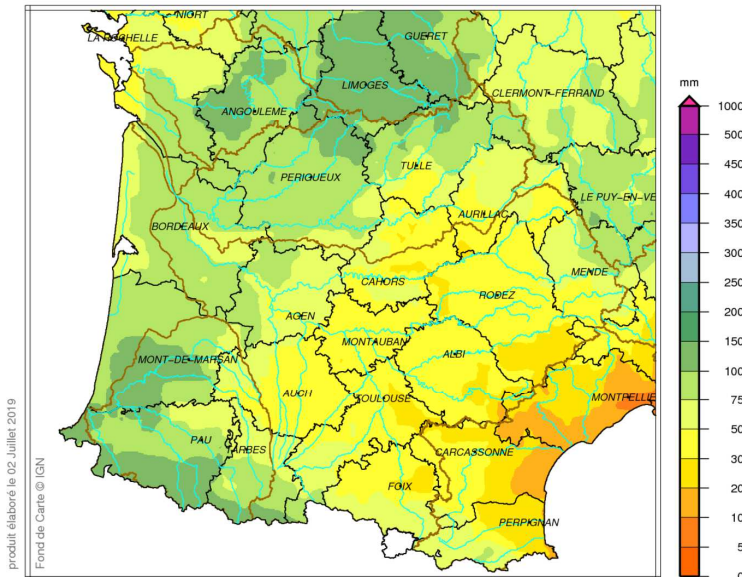 NIORT
LA ROCHELLE
GUERET
LIMOGES
CLERMONT-FERRAND
ANGOULEME
TULLE
PERIGUEUX
LE PUY-EN-VE
AURILLAC
BORDEAUX
MENDE
CAHORS
RODEZ
AGEN
MONTAUBAN
ALBI
MONT-DE-MARSAN
AUCH
TOULOUSE
MONTPELLIE
PAU
TARBES
CARCASSONNE
FOIX
PERPIGNAN
mm
1000
500
400
300
250
200
150
100
75
50
30
20
10
5
0
produit élaboré le 02 Juillet 2019
Fond de Carte © IGN